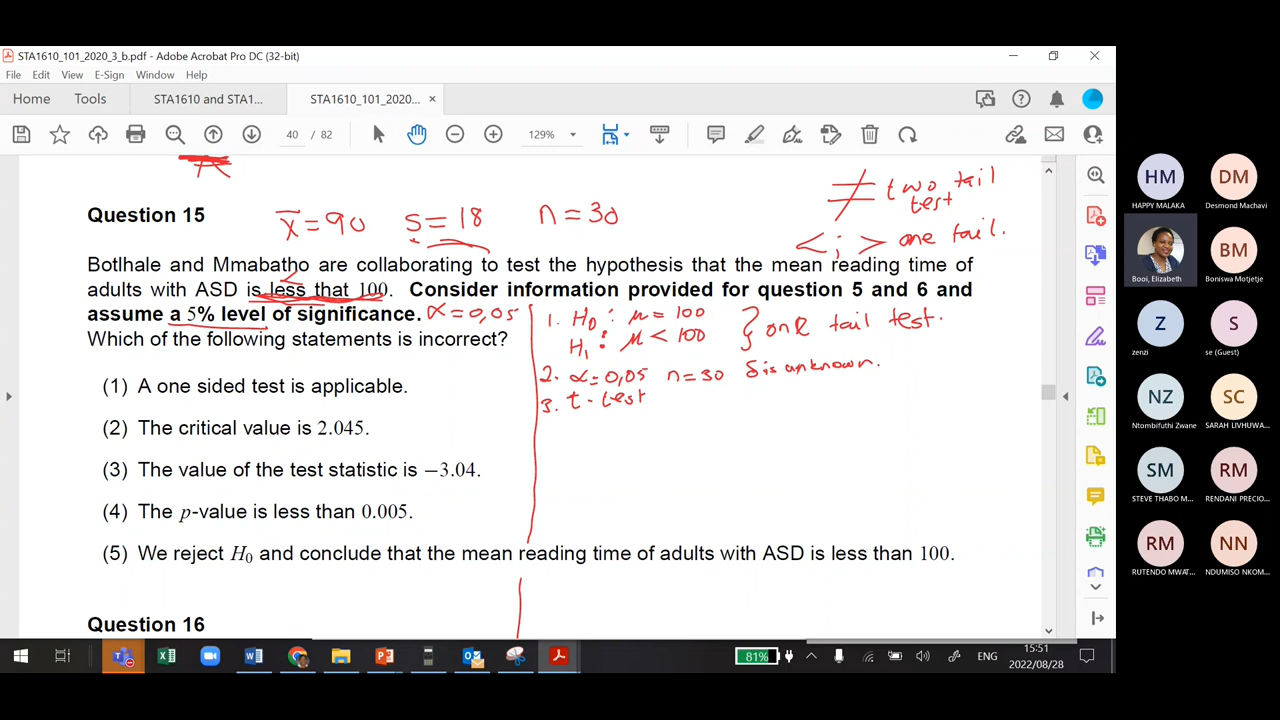 STA1610_101_2020_3_b.pdf - Adobe Acrobat Pro DC (32-bit)
File Edit View E-Sign Window Help
Home Tools STA1610 and STA1... STA1610_101_2020... ×
40 / 82 129%
≠ two tail
test
Question 15
x̄ = 90 s = 18 n = 30
< ; > one tail.
Botlhale and Mmabatho are collaborating to test the hypothesis that the mean reading time of
<
adults with ASD is less that 100. Consider information provided for question 5 and 6 and
assume a 5% level of significance. α = 0,05
Which of the following statements is incorrect?
1. H0 : μ = 100
H1 : μ < 100
} one tail test.
2. α = 0,05 n = 30 δ is unknown.
3. t - test
(1) A one sided test is applicable.
(2) The critical value is 2.045.
(3) The value of the test statistic is −3.04.
(4) The p-value is less than 0.005.
(5) We reject H0 and conclude that the mean reading time of adults with ASD is less than 100.
Question 16
HM
HAPPY MALAKA
DM
Desmond Machavi
Booi, Elizabeth
BM
Boniswa Motjetje
Z
zenzi
S
se (Guest)
NZ
Ntombifuthi Zwane
SC
SARAH LIVHUWA...
SM
STEVE THABO M...
RM
RENDANI PRECIO...
RM
RUTENDO MWAT...
NN
NDUMISO NKOM...
81% ENG
15:51
2022/08/28